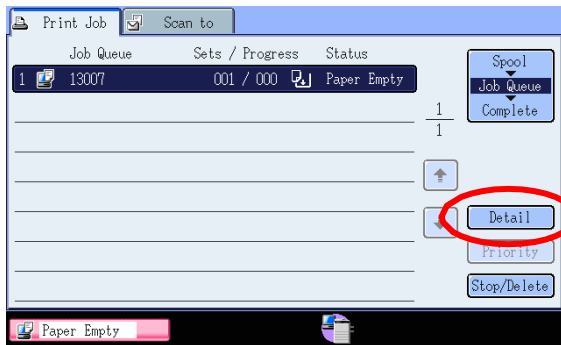 Print Job Scan to
Job Queue Sets / Progress Status
1 13007 001 / 000 Paper Empty
1
1
Spool
Job Queue
Complete
Detail
Priority
Stop/Delete
Paper Empty